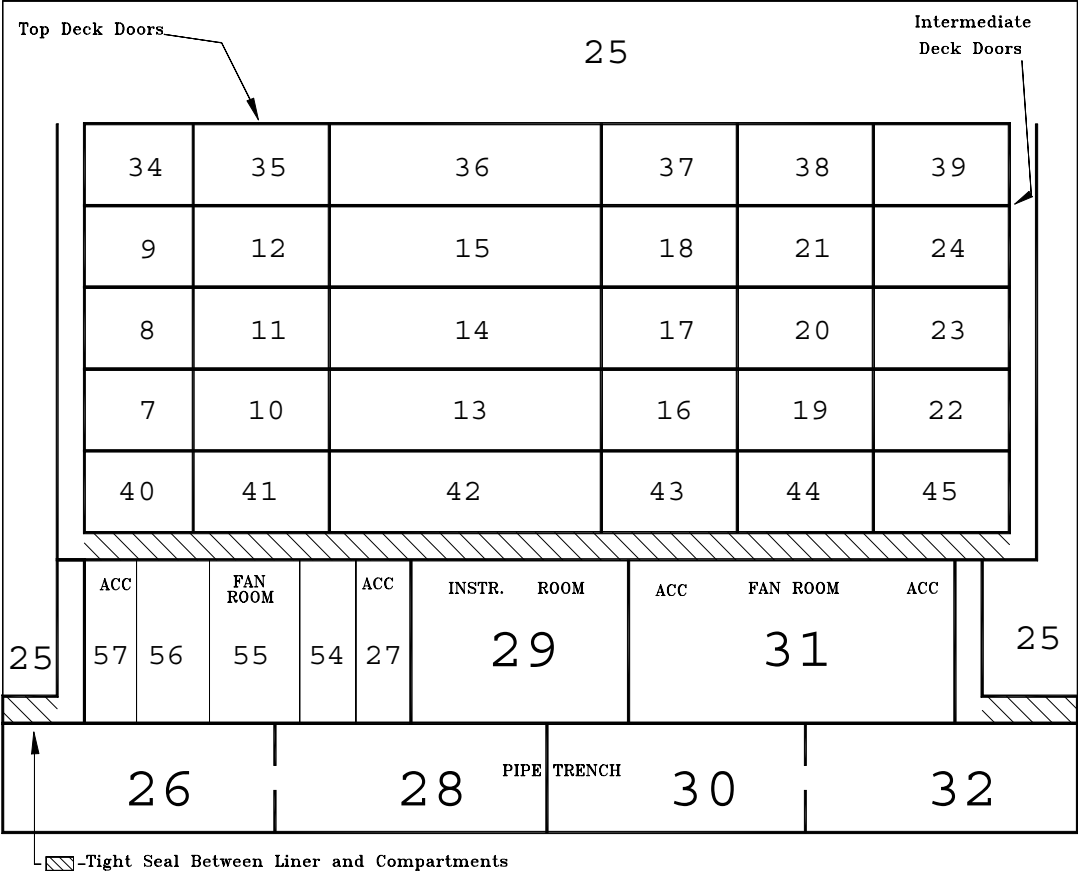 Top Deck Doors
Intermediate
Deck Doors
25
34 35 36 37 38 39
9 12 15 18 21 24
8 11 14 17 20 23
7 10 13 16 19 22
40 41 42 43 44 45
ACC FAN ROOM ACC INSTR. ROOM ACC FAN ROOM ACC
25 57 56 55 54 27 29 31 25
PIPE TRENCH
26 28 30 32
-Tight Seal Between Liner and Compartments